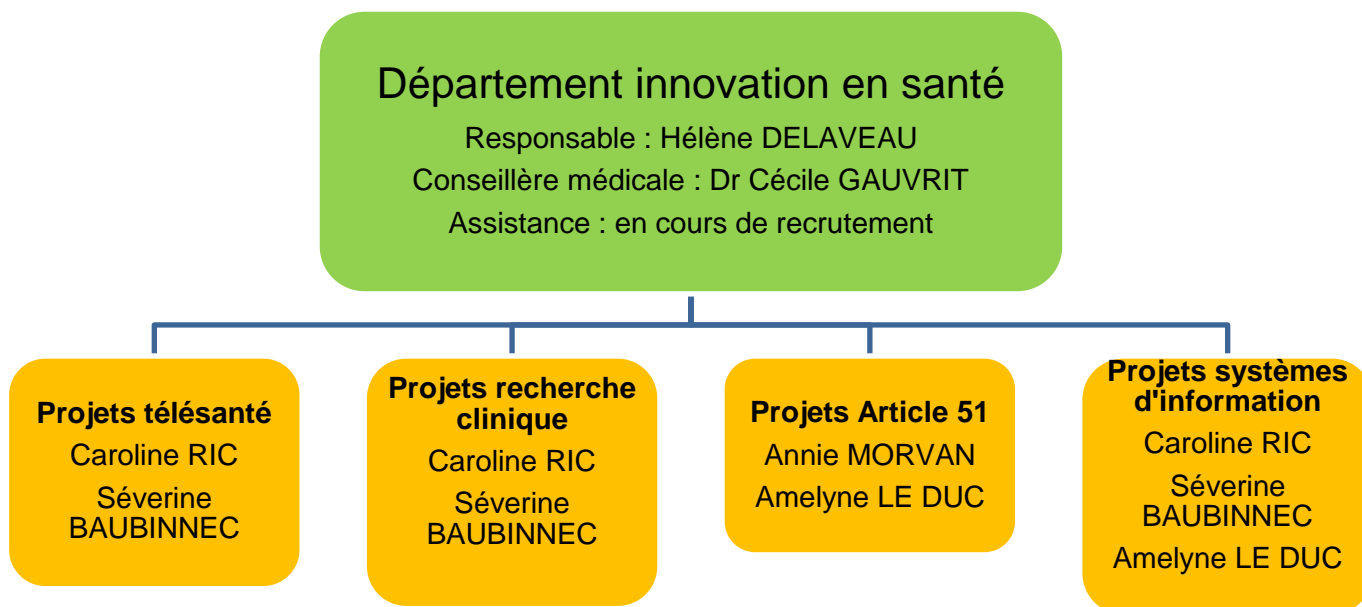 Département innovation en santé
Responsable : Hélène DELAVEAU
Conseillère médicale : Dr Cécile GAUVRIT
Assistance : en cours de recrutement
Projets télésanté
Caroline RIC
Séverine
BAUBINNEC
Projets recherche
clinique
Caroline RIC
Séverine
BAUBINNEC
Projets Article 51
Annie MORVAN
Amelyne LE DUC
Projets systèmes
d'information
Caroline RIC
Séverine
BAUBINNEC
Amelyne LE DUC